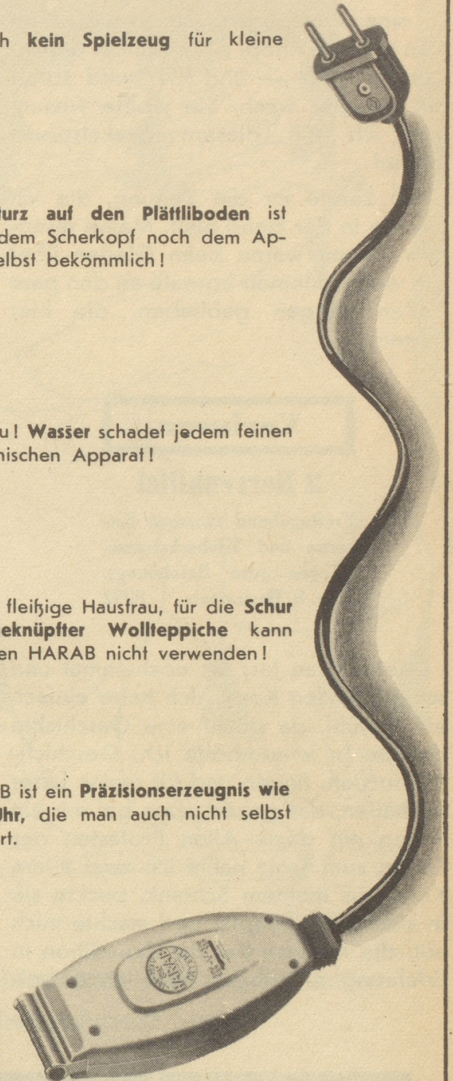 h kein Spielzeug für kleine
turz auf den Plättliboden ist
dem Scherkopf noch dem Ap-
elbst bekömmlich!
u! Wasser schadet jedem feinen
nischen Apparat!
fleißige Hausfrau, für die Schur
eknüpfter Wollteppiche kann
en HARAB nicht verwenden!
B ist ein Präzisionserzeugnis wie
Uhr, die man auch nicht selbst
rt.
HARAB